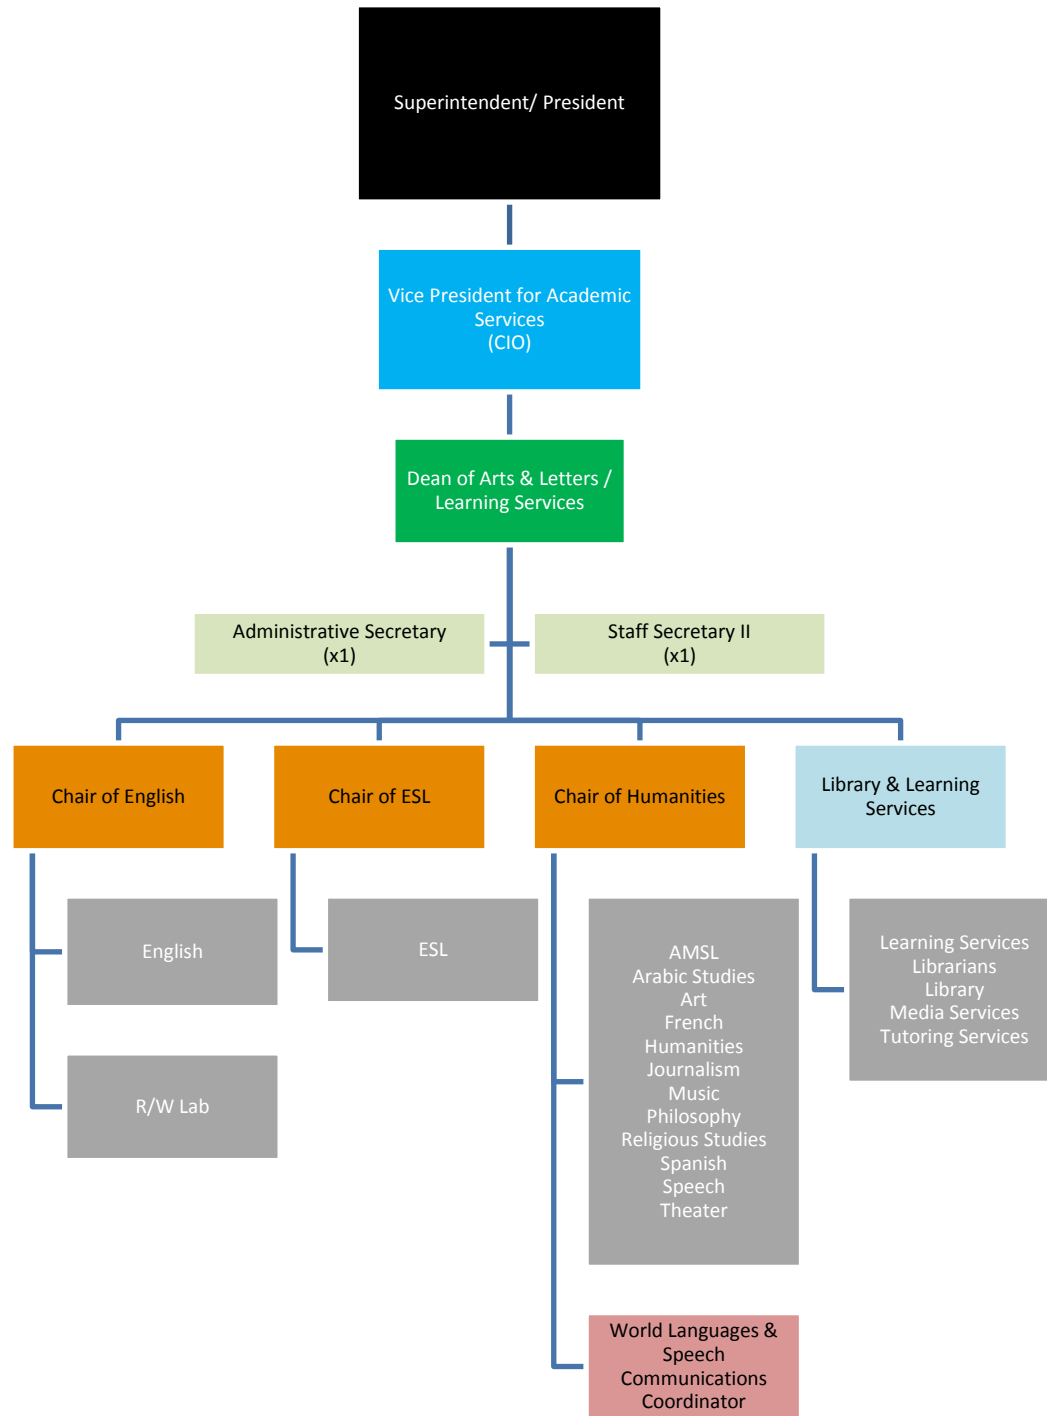 Superintendent/ President
Vice President for Academic
Services
(CIO)
Dean of Arts & Letters /
Learning Services
Administrative Secretary
(x1)
Staff Secretary II
(x1)
Chair of English
Chair of ESL
Chair of Humanities
Library & Learning
Services
English
R/W Lab
ESL
AMSL
Arabic Studies
Art
French
Humanities
Journalism
Music
Philosophy
Religious Studies
Spanish
Speech
Theater
World Languages &
Speech
Communications
Coordinator
Learning Services
Librarians
Library
Media Services
Tutoring Services